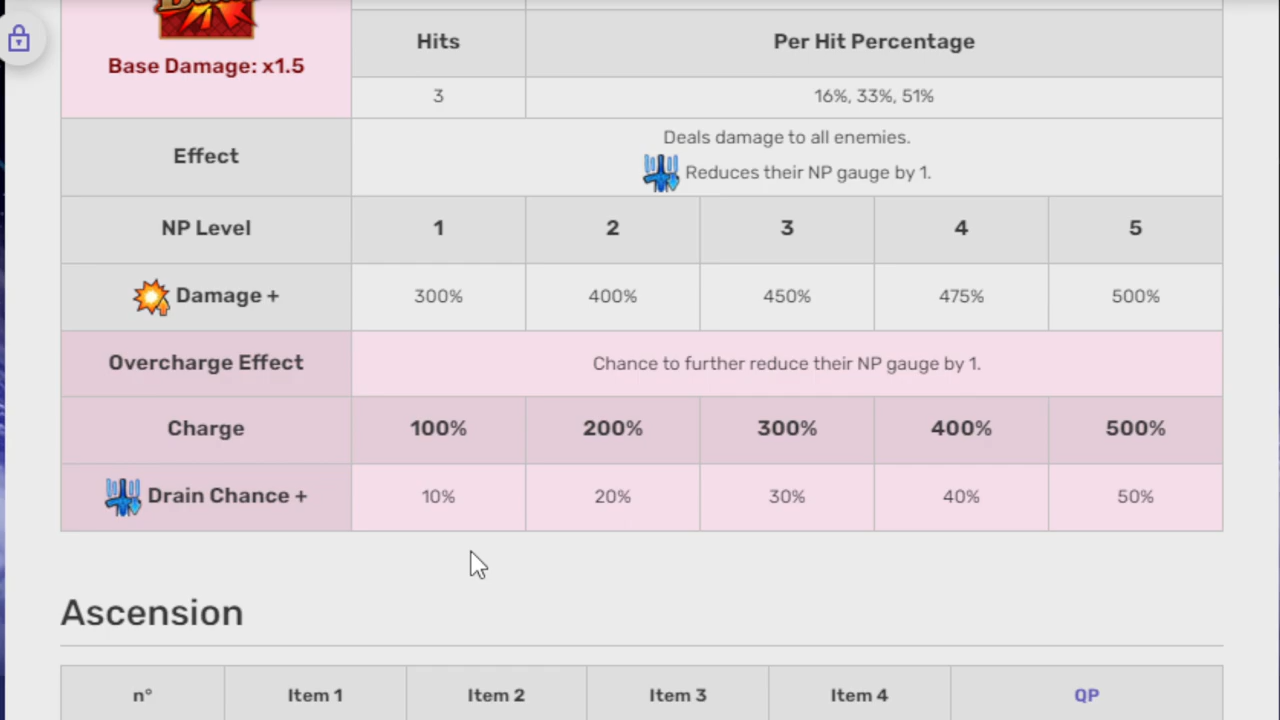 Base Damage: x1.5
Hits Per Hit Percentage
3 16%, 33%, 51%
Effect
Deals damage to all enemies.
Reduces their NP gauge by 1.
NP Level 1 2 3 4 5
Damage + 300% 400% 450% 475% 500%
Overcharge Effect Chance to further reduce their NP gauge by 1.
Charge 100% 200% 300% 400% 500%
Drain Chance + 10% 20% 30% 40% 50%
Ascension
n° Item 1 Item 2 Item 3 Item 4 QP